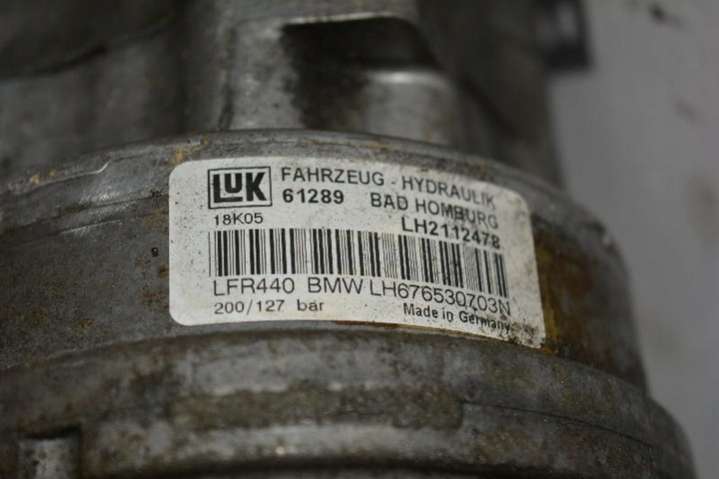 LUK FAHRZEUG - HYDRAULIK
61289 BAD HOMBURG
18K05 LH2112478
LFR440 BMW LH676530703N
200/127 bar Made in Germany